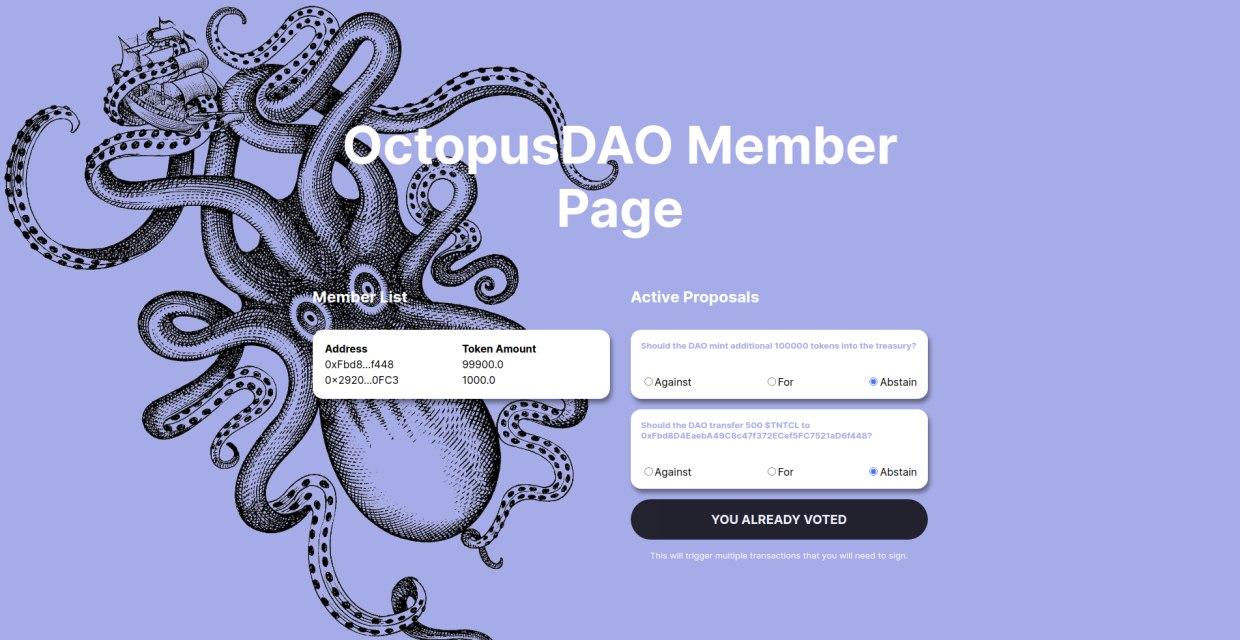 OctopusDAO Member
Page
Member List
Address Token Amount
0xFbd8...f448 99900.0
0×2920...0FC3 1000.0
Active Proposals
Should the DAO mint additional 100000 tokens into the treasury?
Against For Abstain
Should the DAO transfer 500 $TNTCL to
0xFbd8D4EaebA49C8c47f372ECef5FC7521aD6f448?
Against For Abstain
YOU ALREADY VOTED
This will trigger multiple transactions that you will need to sign.